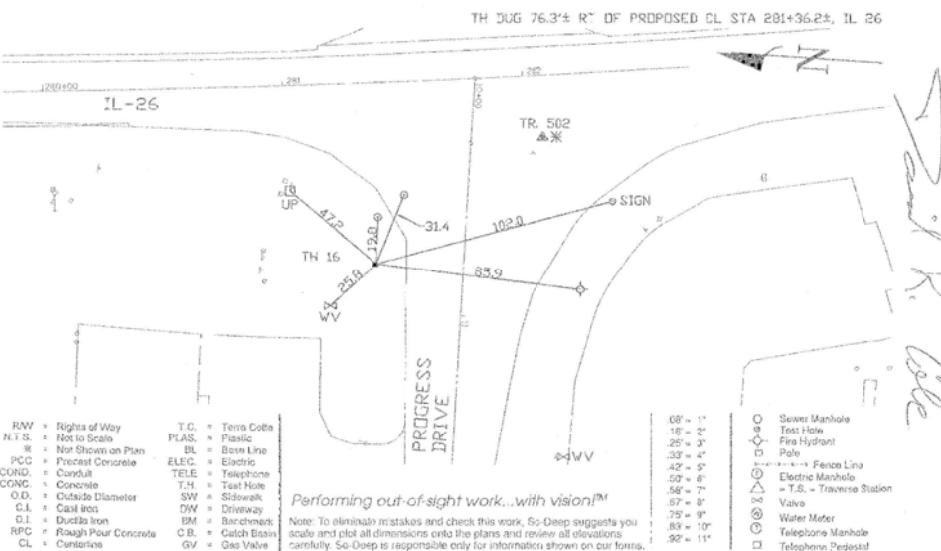 TH DUG 76.3'± RT OF PROPOSED CL STA 281+36.2±, IL 26
280+00
281
282
IL-26
10+00
TR. 502
N
UP
47.2
19.8
31.4
102.0
SIGN
TH 16
25.8
WV
11
PROGRESS
DRIVE
WV
R/W = Rights of Way
N.T.S. = Not to Scale
※ = Not Shown on Plan
PCC = Precast Concrete
COND. = Conduit
CONC. = Concrete
O.D. = Outside Diameter
C.I. = Cast Iron
D.I. = Ductile Iron
RPC = Rough Pour Concrete
CL = Centerline
T.C. = Terra Cotta
PLAS. = Plastic
BL = Base Line
ELEC. = Electric
TELE = Telephone
T.H. = Test Hole
SW = Sidewalk
DW = Driveway
BM = Benchmark
C.B. = Catch Basin
GV = Gas Valve
Performing out-of-sight work...with vision!™
Note: To eliminate mistakes and check this work, So-Deep suggests you
scale and plot all dimensions onto the plans and review all elevations
carefully. So-Deep is responsible only for information shown on our forms.
.08' = 1"
.16' = 2"
.25' = 3"
.33' = 4"
.42' = 5"
.50' = 6"
.58' = 7"
.67' = 8"
.75' = 9"
.83' = 10"
.92' = 11"
Sewer Manhole
Test Hole
Fire Hydrant
Pole
Fence Line
Electric Manhole
= T.S. = Traverse Station
Valve
Water Meter
Telephone Manhole
Telephone Pedestal